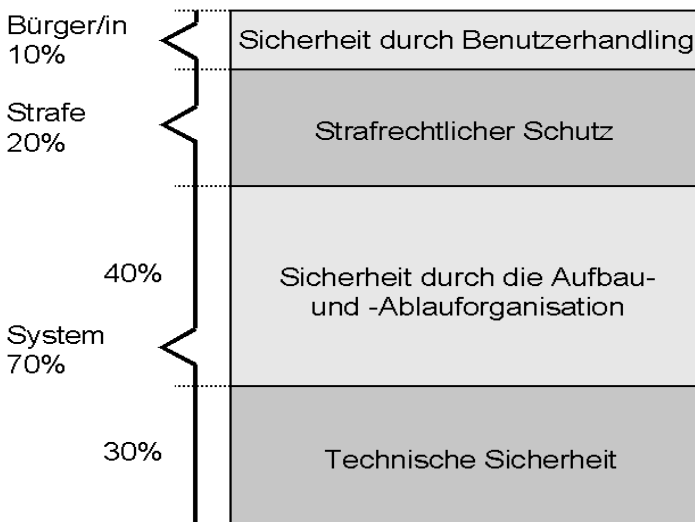 Bürger/in
10%
Sicherheit durch Benutzerhandling
Strafe
20%
Strafrechtlicher Schutz
40%
Sicherheit durch die Aufbau-
und -Ablauforganisation
System
70%
30%
Technische Sicherheit